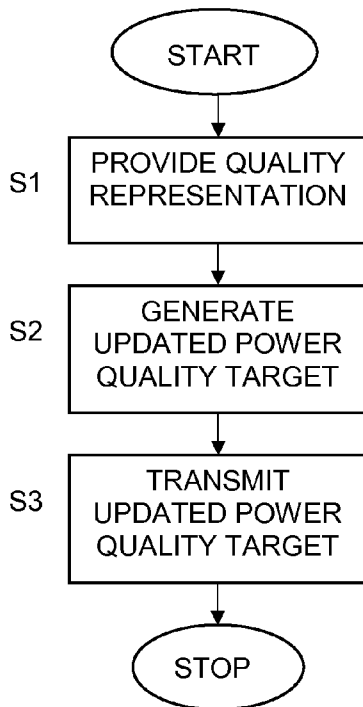 START
S1
PROVIDE QUALITY
REPRESENTATION
S2
GENERATE
UPDATED POWER
QUALITY TARGET
S3
TRANSMIT
UPDATED POWER
QUALITY TARGET
STOP